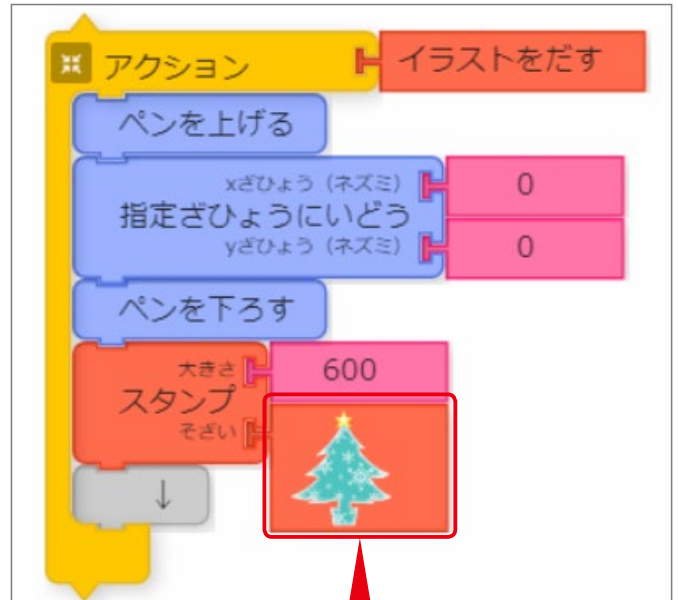 アクション イラストをだす
ペンを上げる
xざひょう（ネズミ） 0
指定ざひょうにいどう
yざひょう（ネズミ） 0
ペンを下ろす
大きさ 600
スタンプ
そざい
↓